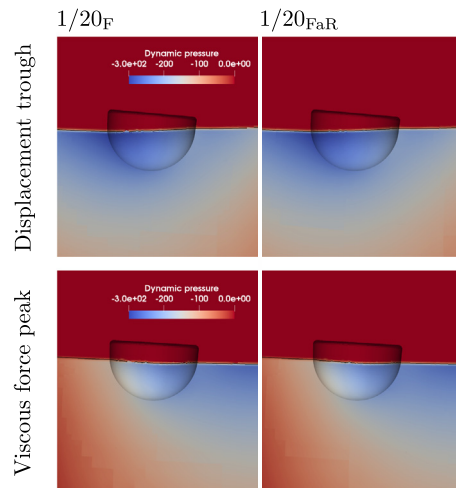 1/20F
1/20FaR
Displacement trough
Dynamic pressure
-3.0e+02 -200 -100 0.0e+00
Viscous force peak
Dynamic pressure
-3.0e+02 -200 -100 0.0e+00